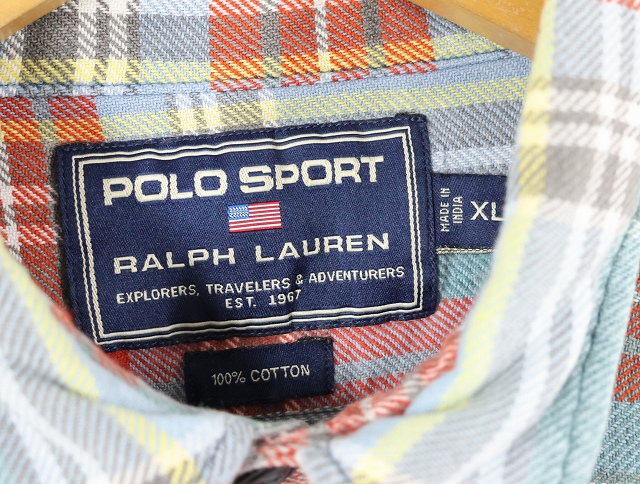 POLO SPORT
RALPH LAUREN
EXPLORERS, TRAVELERS & ADVENTURERS
EST. 1967
MADE IN
INDIA
XL
100% COTTON